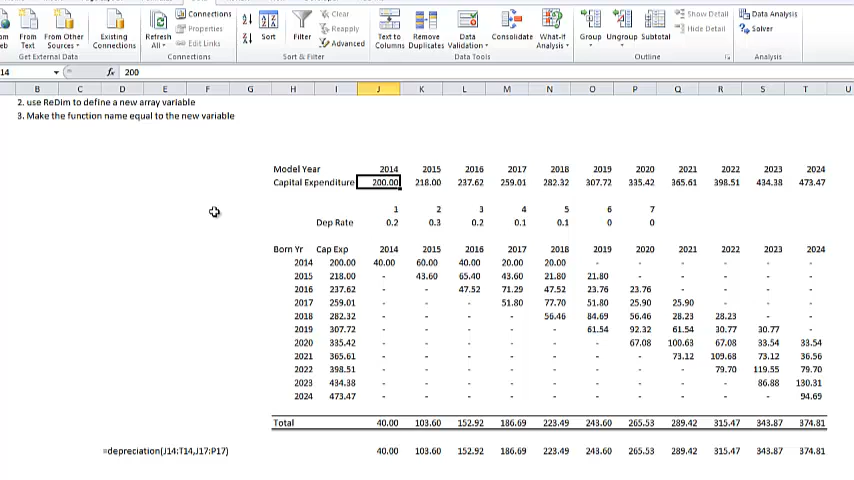 Connections
Properties
Edit Links
Connections
From Text
From Other Sources
Get External Data
Existing Connections
Refresh All
Sort
Filter
Clear
Reapply
Advanced
Sort & Filter
Text to Columns
Remove Duplicates
Data Validation
Consolidate
What-If Analysis
Data Tools
Group
Ungroup
Subtotal
Show Detail
Hide Detail
Outline
Data Analysis
Solver
Analysis
14 fx 200
B C D E F G H I J K L M N O P Q R S T U
2. use ReDim to define a new array variable
3. Make the function name equal to the new variable
Model Year 2014 2015 2016 2017 2018 2019 2020 2021 2022 2023 2024
Capital Expenditure 200.00 218.00 237.62 259.01 282.32 307.72 335.42 365.61 398.51 434.38 473.47
1 2 3 4 5 6 7
Dep Rate 0.2 0.3 0.2 0.1 0.1 0 0
Born Yr Cap Exp 2014 2015 2016 2017 2018 2019 2020 2021 2022 2023 2024
2014 200.00 40.00 60.00 40.00 20.00 20.00 - - - - - -
2015 218.00 - 43.60 65.40 43.60 21.80 21.80 - - - - -
2016 237.62 - - 47.52 71.29 47.52 23.76 23.76 - - - -
2017 259.01 - - - 51.80 77.70 51.80 25.90 25.90 - - -
2018 282.32 - - - - 56.46 84.69 56.46 28.23 28.23 - -
2019 307.72 - - - - - 61.54 92.32 61.54 30.77 30.77 -
2020 335.42 - - - - - - 67.08 100.63 67.08 33.54 33.54
2021 365.61 - - - - - - - 73.12 109.68 73.12 36.56
2022 398.51 - - - - - - - - 79.70 119.55 79.70
2023 434.38 - - - - - - - - - 86.88 130.31
2024 473.47 - - - - - - - - - - 94.69
Total 40.00 103.60 152.92 186.69 223.49 243.60 265.53 289.42 315.47 343.87 374.81
=depreciation(J14:T14,J17:P17) 40.00 103.60 152.92 186.69 223.49 243.60 265.53 289.42 315.47 343.87 374.81